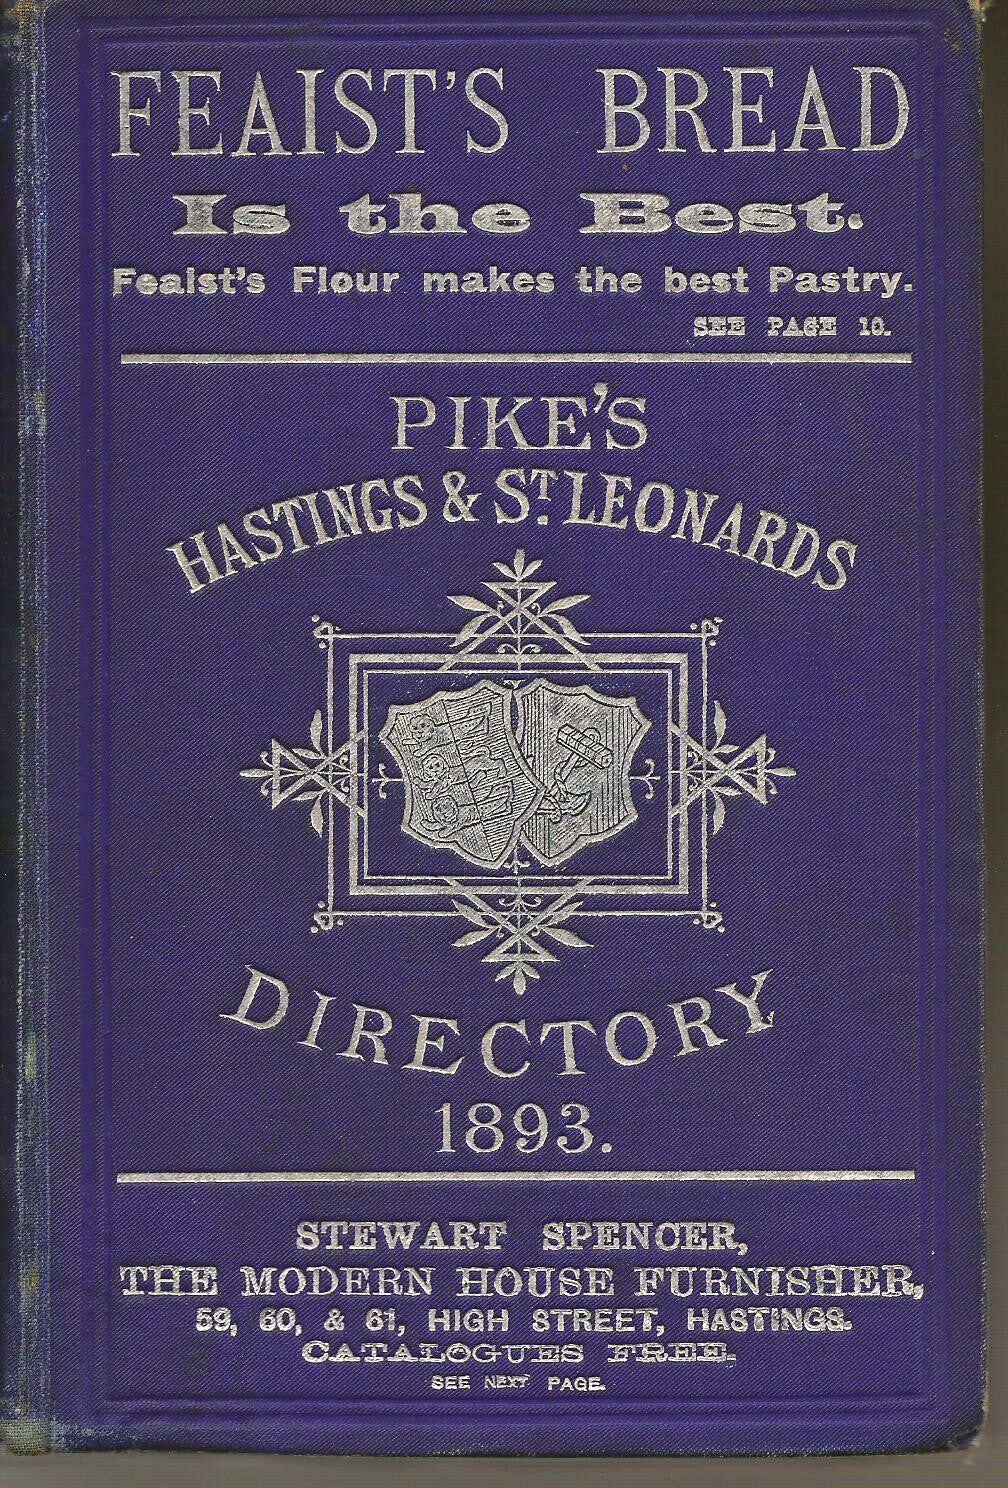 FEAIST'S BREAD
Is the Best.
Feaist's Flour makes the best Pastry.
SEE PAGE 10.
PIKE'S
HASTINGS & ST. LEONARDS
DIRECTORY
1893.
STEWART SPENCER,
THE MODERN HOUSE FURNISHER,
59, 60, & 61, HIGH STREET, HASTINGS.
CATALOGUES FREE.
SEE NEXT PAGE.